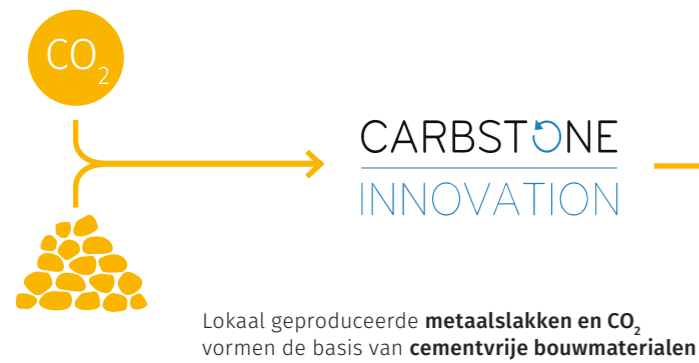 CO₂
CARBSTONE
INNOVATION
Lokaal geproduceerde metaalslakken en CO₂
vormen de basis van cementvrije bouwmaterialen